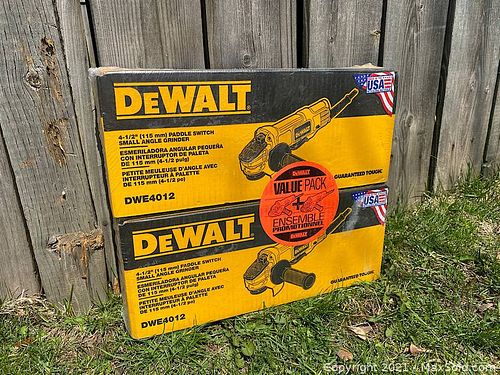 DEWALT
4-1/2" (115 mm) PADDLE SWITCH
SMALL ANGLE GRINDER
ESMERILADORA ANGULAR PEQUEÑA
CON INTERRUPTOR DE PALETA
DE 115 mm (4-1/2 pulg)
PETITE MEULEUSE D'ANGLE AVEC
INTERRUPTEUR À PALETTE
DE 115 mm (4-1/2 po)
DWE4012
USA
GUARANTEED TOUGH.
DEWALT
VALUE PACK
+
ENSEMBLE
PROMOTIONNEL
DEWALT
DEWALT
4-1/2" (115 mm) PADDLE SWITCH
SMALL ANGLE GRINDER
ESMERILADORA ANGULAR PEQUEÑA
CON INTERRUPTOR DE PALETA
DE 115 mm (4-1/2 pulg)
PETITE MEULEUSE D'ANGLE AVEC
INTERRUPTEUR À PALETTE
DE 115 mm (4-1/2 po)
DWE4012
USA
GUARANTEED TOUGH.
Copyright 2021 - MaxSold.com